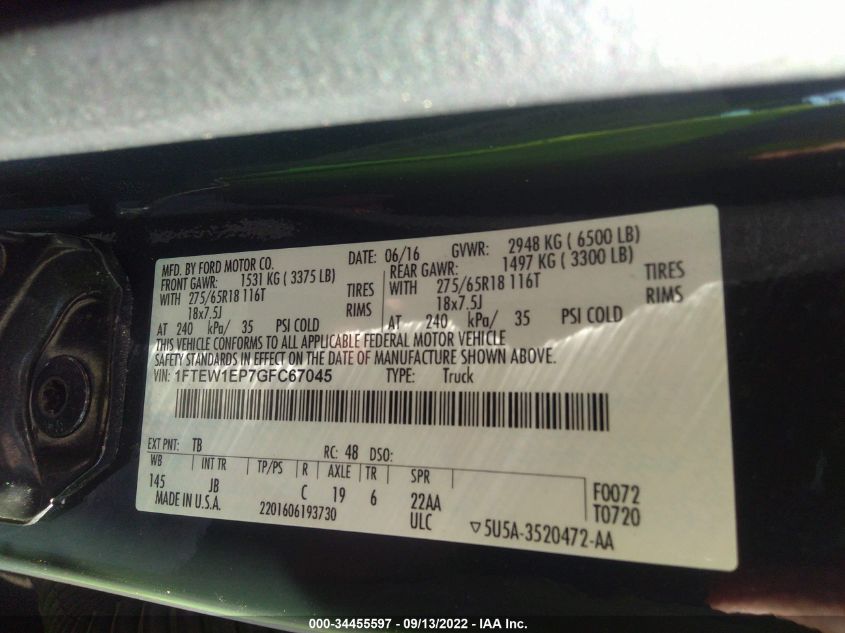 MFD. BY FORD MOTOR CO. DATE: 06/16 GVWR: 2948 KG ( 6500 LB)
FRONT GAWR: 1531 KG ( 3375 LB) REAR GAWR: 1497 KG ( 3300 LB)
WITH 275/65R18 116T TIRES WITH 275/65R18 116T TIRES
18x7.5J RIMS 18x7.5J RIMS
AT 240 kPa/ 35 PSI COLD AT 240 kPa/ 35 PSI COLD
THIS VEHICLE CONFORMS TO ALL APPLICABLE FEDERAL MOTOR VEHICLE
SAFETY STANDARDS IN EFFECT ON THE DATE OF MANUFACTURE SHOWN ABOVE.
VIN: 1FTEW1EP7GFC67045 TYPE: Truck
EXT PNT: TB RC: 48 DSO:
WB INT TR TP/PS R AXLE TR SPR
145 JB C 19 6 22AA F0072
MADE IN U.S.A. 2201606193730 ULC T0720
▽5U5A-3520472-AA
000-34455597 - 09/13/2022 - IAA Inc.